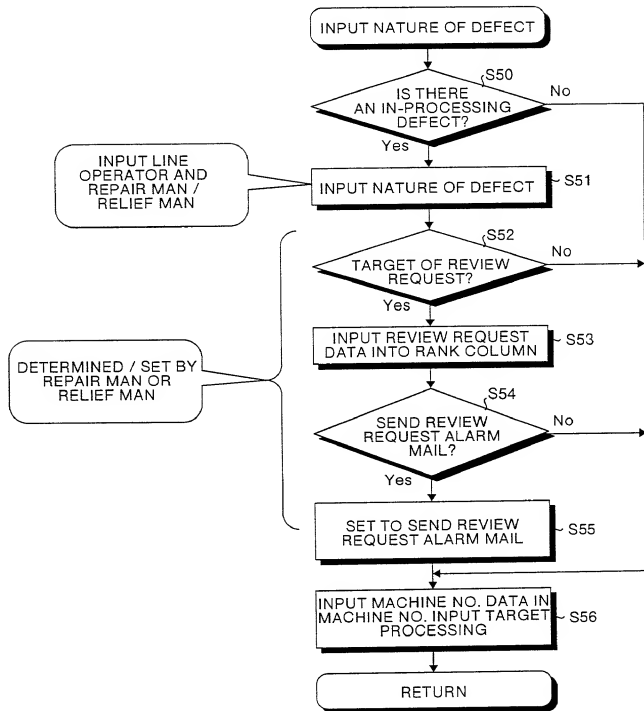 INPUT NATURE OF DEFECT
S50
IS THERE
AN IN-PROCESSING
DEFECT?
No
Yes
INPUT LINE
OPERATOR AND
REPAIR MAN /
RELIEF MAN
INPUT NATURE OF DEFECT
S51
S52
TARGET OF REVIEW
REQUEST?
No
Yes
INPUT REVIEW REQUEST
DATA INTO RANK COLUMN
S53
DETERMINED / SET BY
REPAIR MAN OR
RELIEF MAN
S54
SEND REVIEW
REQUEST ALARM
MAIL?
No
Yes
SET TO SEND REVIEW
REQUEST ALARM MAIL
S55
INPUT MACHINE NO. DATA IN
MACHINE NO. INPUT TARGET
PROCESSING
S56
RETURN